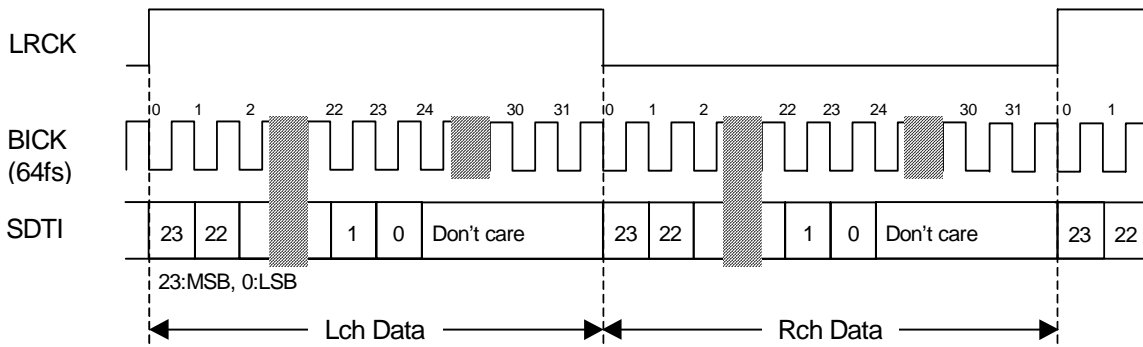 LRCK
0 1 2 22 23 24 30 31 0 1 2 22 23 24 30 31 0 1
BICK
(64fs)
SDTI 23 22 1 0 Don't care 23 22 1 0 Don't care 23 22
23:MSB, 0:LSB
Lch Data Rch Data